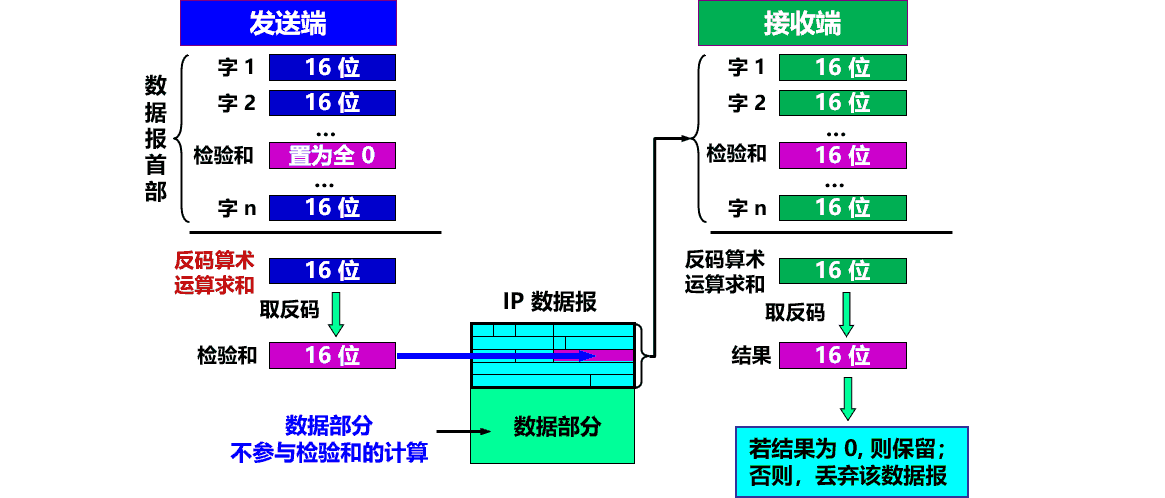 发送端
数据报首部
字 1
16 位
字 2
16 位
...
检验和
置为全 0
...
字 n
16 位
反码算术
运算求和
16 位
取反码
检验和
16 位
数据部分
不参与检验和的计算
IP 数据报
数据部分
接收端
字 1
16 位
字 2
16 位
...
检验和
16 位
...
字 n
16 位
反码算术
运算求和
16 位
取反码
结果
16 位
若结果为 0, 则保留；
否则，丢弃该数据报